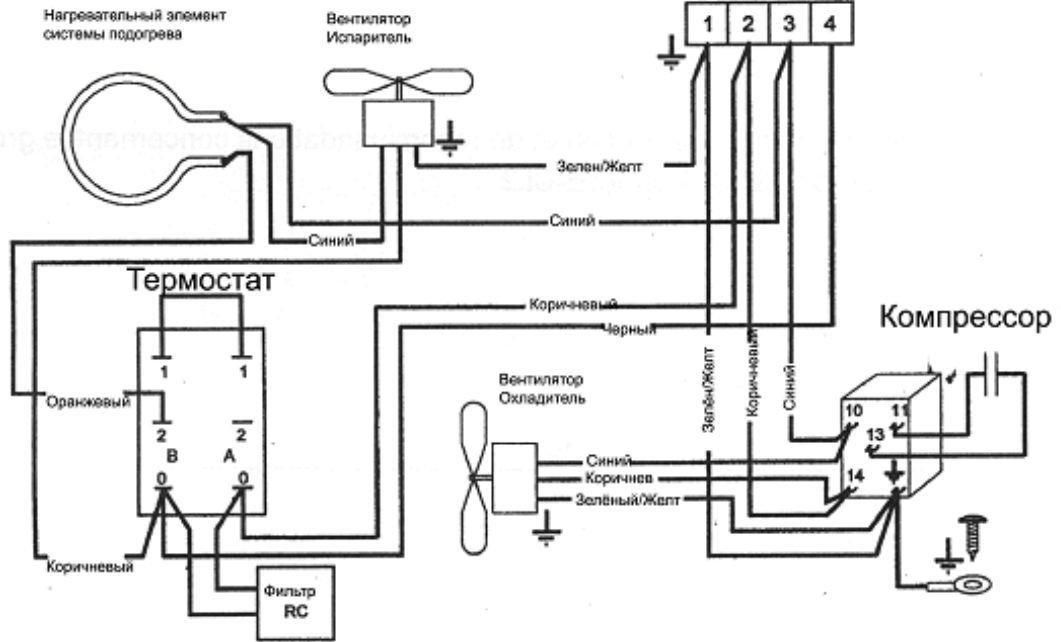 Нагревательный элемент
системы подогрева
Вентилятор
Испаритель
1 2 3 4
Зелен/Желт
Синий
Синий
Термостат
Коричневый
Черный
Компрессор
1 1
Оранжевый
2 2
B A
0 0
Вентилятор
Охладитель
Зелён/Желт
Коричневый
Синий
10 11
13
14
Синий
Коричнев
Зелёный/Желт
Коричневый
Фильтр
RC